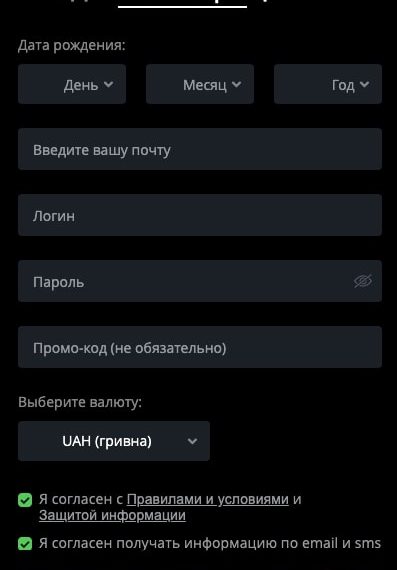 Дата рождения:
День Месяц Год
Введите вашу почту
Логин
Пароль
Промо-код (не обязательно)
Выберите валюту:
UAH (гривна)
Я согласен с Правилами и условиями и
Защитой информации
Я согласен получать информацию по email и sms